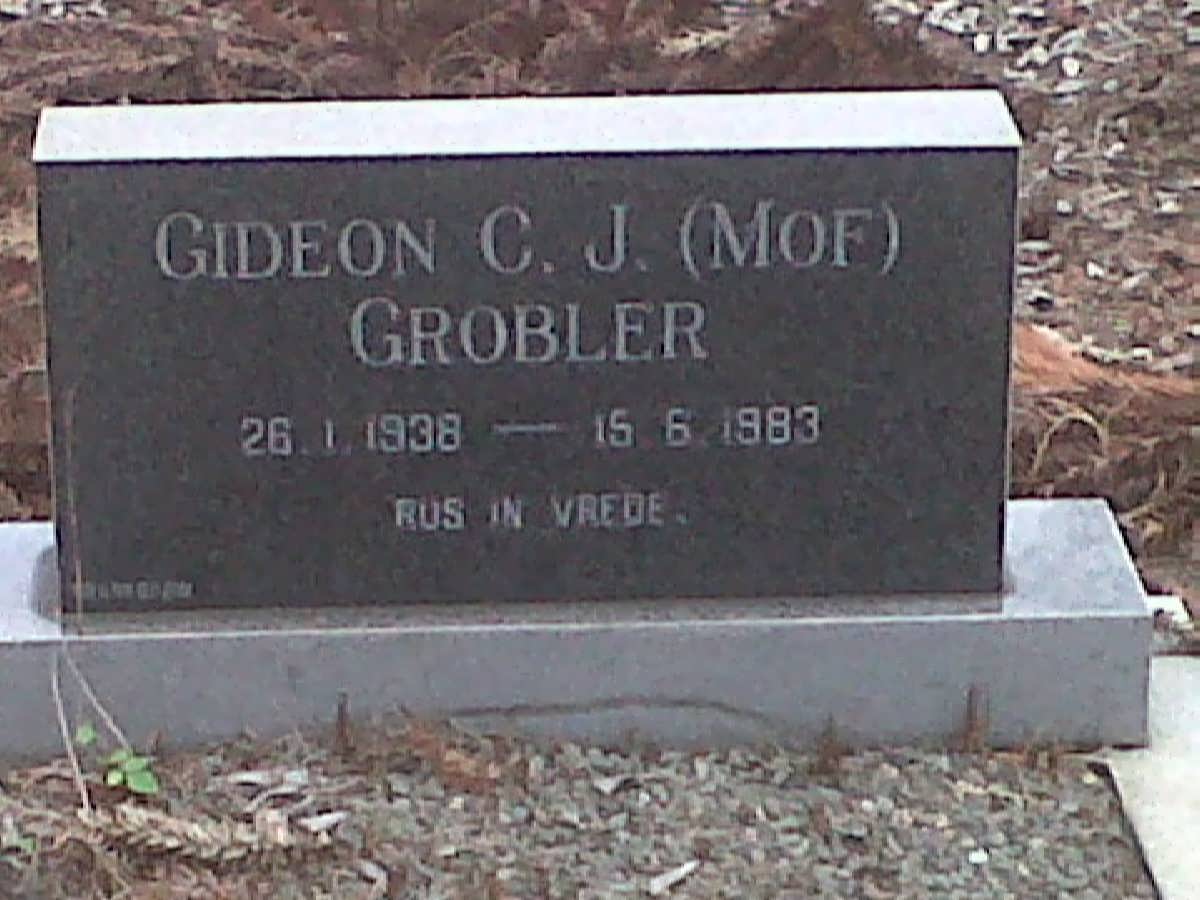 GIDEON C. J. (MOF)
GROBLER
26.1.1938 — 15.6.1983
RUS IN VREDE.